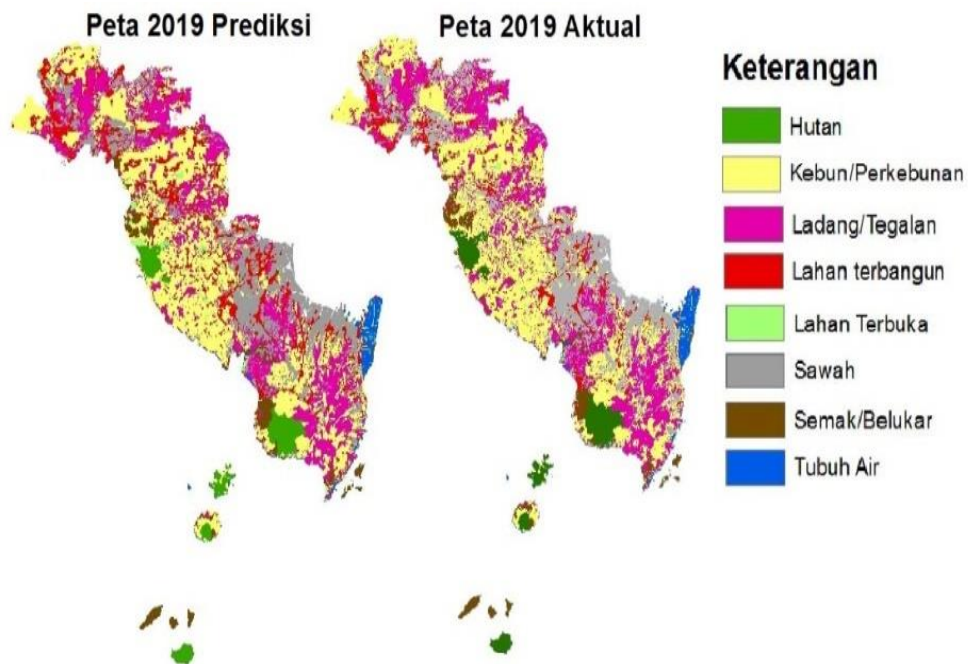 Peta 2019 Prediksi
Peta 2019 Aktual
Keterangan
Hutan
Kebun/Perkebunan
Ladang/Tegalan
Lahan terbangun
Lahan Terbuka
Sawah
Semak/Belukar
Tubuh Air